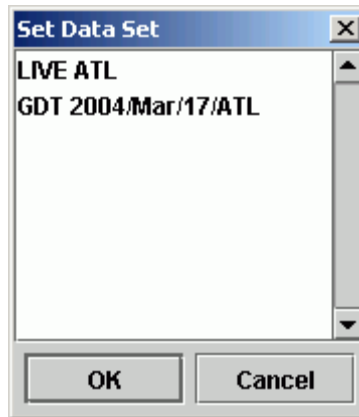 Set Data Set
LIVE ATL
GDT 2004/Mar/17/ATL
OK
Cancel